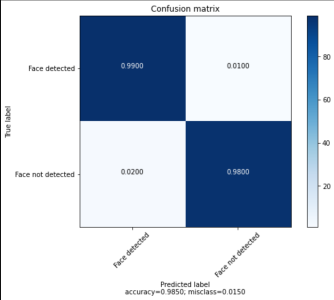 Confusion matrix
Face detected
0.9900
0.0100
80
60
True label
Face not detected
0.0200
0.9800
40
20
Face detected
Face not detected
Predicted label
accuracy=0.9850; misclass=0.0150